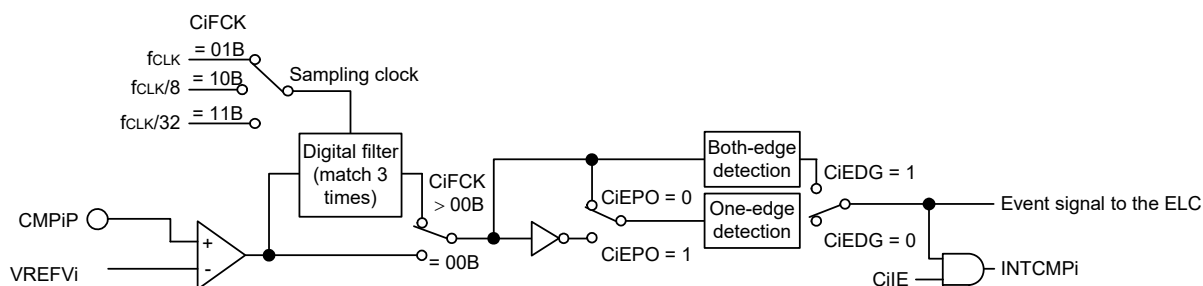 CiFCK
fCLK
= 01B
fCLK/8
= 10B
Sampling clock
fCLK/32
= 11B
Digital filter
(match 3
times)
CiFCK
> 00B
= 00B
CMPiP
+
-
VREFVi
CiEPO = 0
CiEPO = 1
Both-edge
detection
One-edge
detection
CiEDG = 1
CiEDG = 0
Event signal to the ELC
CiIE
INTCMPi